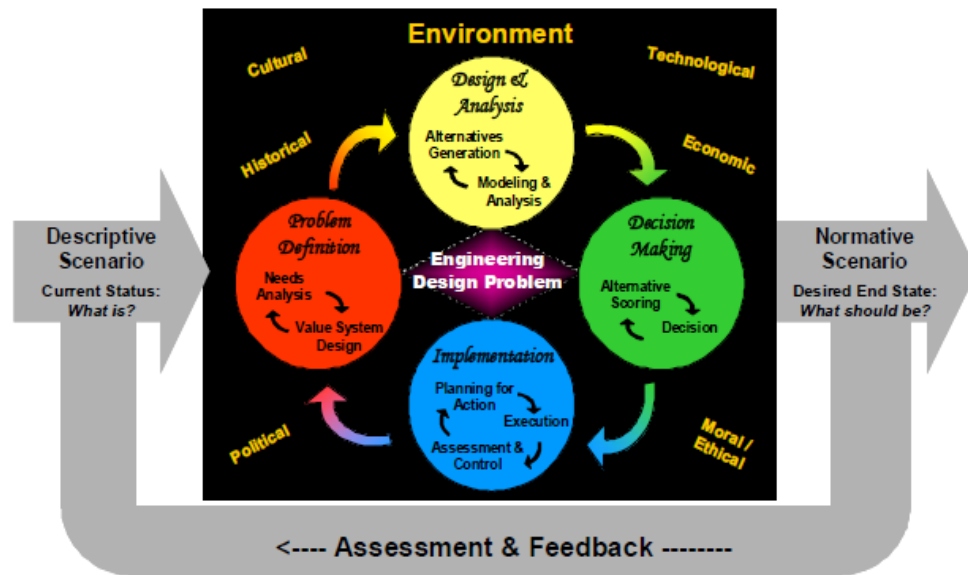 Environment
Cultural
Technological
Design &
Analysis
Alternatives
Generation
Modeling &
Analysis
Historical
Economic
Descriptive
Scenario
Current Status:
What is?
Problem
Definition
Needs
Analysis
Value System
Design
Engineering
Design Problem
Decision
Making
Alternative
Scoring
Decision
Normative
Scenario
Desired End State:
What should be?
Implementation
Planning for
Action
Execution
Assessment &
Control
Political
Moral /
Ethical
<---- Assessment & Feedback --------